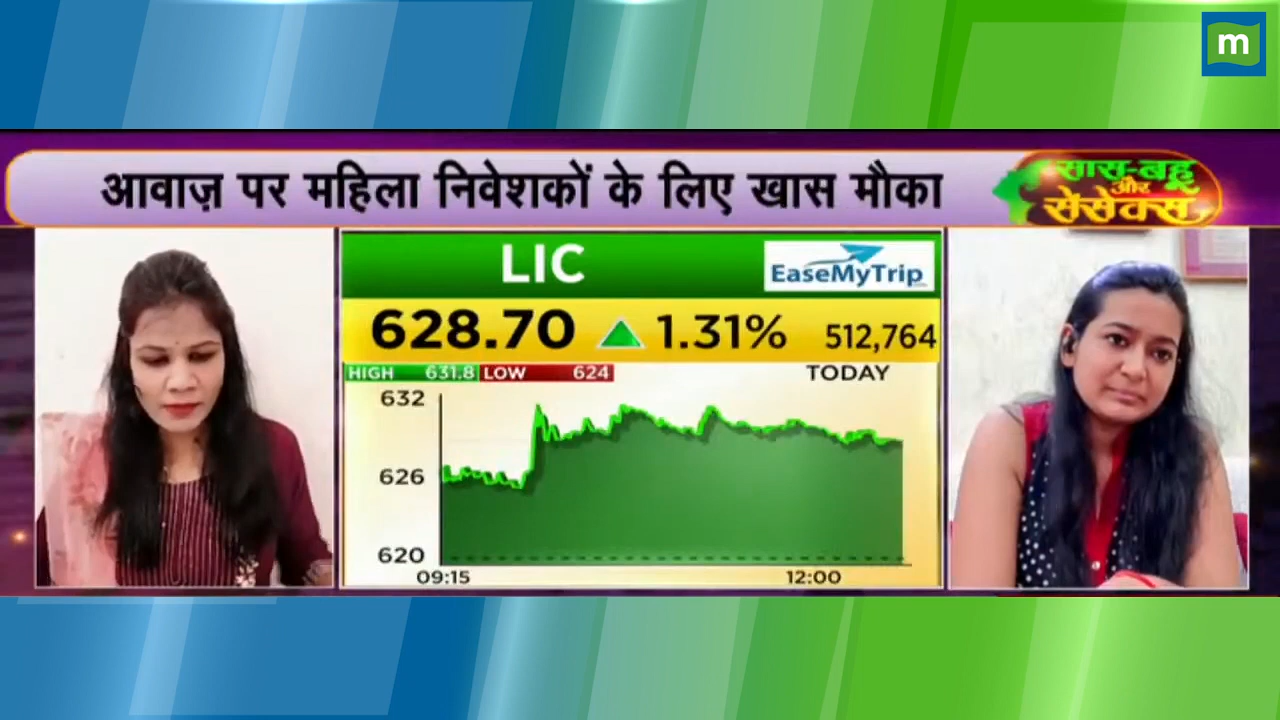 m
आवाज़ पर महिला निवेशकों के लिए खास मौका
सास-बहू
और
सेंसेक्स
LIC
EaseMyTrip.com
628.70 ▲ 1.31% 512,764
HIGH 631.8 LOW 624 TODAY
632
626
620
09:15 12:00